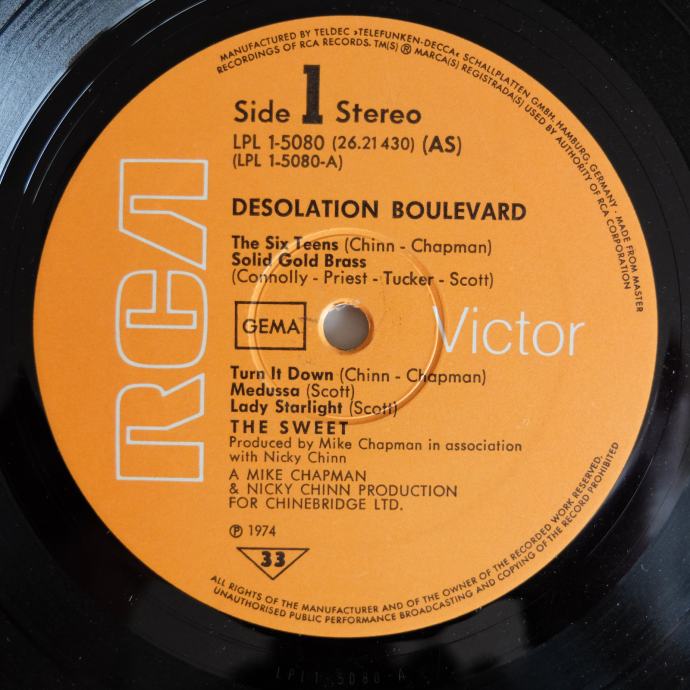 MANUFACTURED BY TELDEC »TELEFUNKEN-DECCA« SCHALLPLATTEN GMBH, HAMBURG, GERMANY · MADE FROM MASTER
RECORDINGS OF RCA RECORDS. TM(S) ® MARCA(S) REGISTRADA(S) USED BY AUTHORITY OF RCA CORPORATION
Side 1 Stereo
LPL 1-5080 (26.21 430) (AS)
(LPL 1-5080-A)
RCA
DESOLATION BOULEVARD
The Six Teens (Chinn - Chapman)
Solid Gold Brass
(Connolly - Priest - Tucker - Scott)
GEMA
Victor
Turn It Down (Chinn - Chapman)
Medussa (Scott)
Lady Starlight (Scott)
THE SWEET
Produced by Mike Chapman in association
with Nicky Chinn
A MIKE CHAPMAN
& NICKY CHINN PRODUCTION
FOR CHINEBRIDGE LTD.
℗ 1974
33
ALL RIGHTS OF THE MANUFACTURER AND OF THE OWNER OF THE RECORDED WORK RESERVED.
UNAUTHORISED PUBLIC PERFORMANCE BROADCASTING AND COPYING OF THE RECORD PROHIBITED
LPL1-5080-A